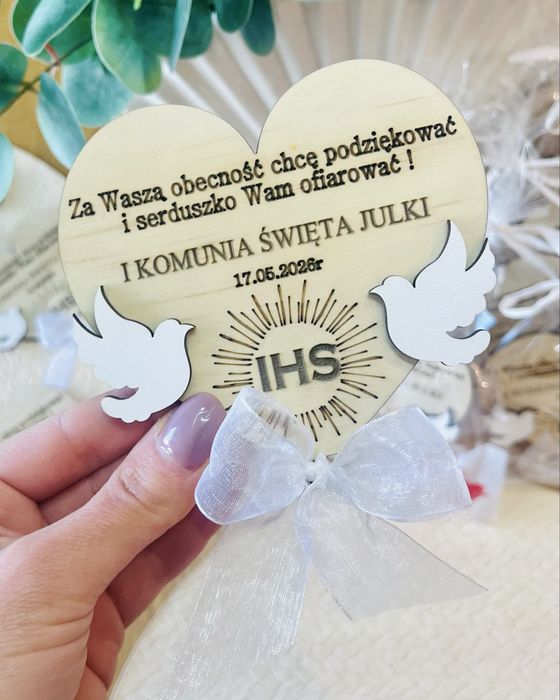 Za Waszą obecność chcę podziękować
i serduszko Wam ofiarować !
I KOMUNIA ŚWIĘTA JULKI
17.05.2026r
IHS